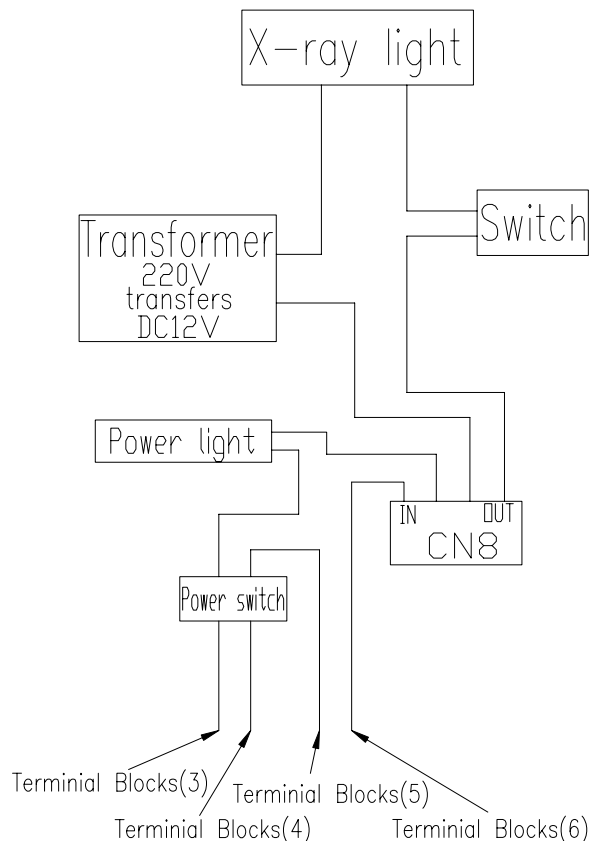 X-ray light
Switch
Transformer
220V
transfers
DC12V
Power light
IN OUT
CN8
Power switch
Terminial Blocks(3)
Terminial Blocks(5)
Terminial Blocks(4)
Terminial Blocks(6)